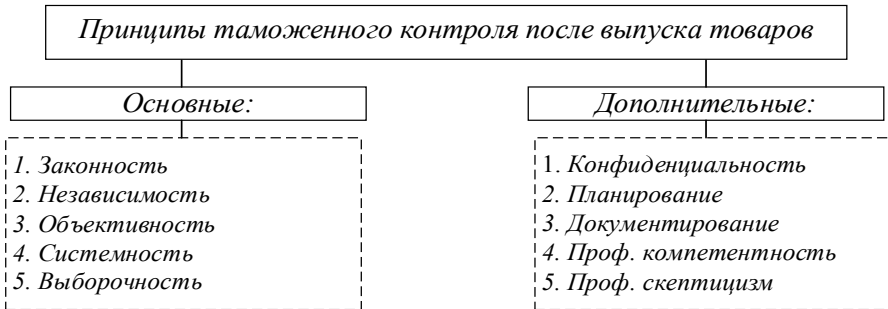 Принципы таможенного контроля после выпуска товаров
Основные:
1. Законность
2. Независимость
3. Объективность
4. Системность
5. Выборочность
Дополнительные:
1. Конфиденциальность
2. Планирование
3. Документирование
4. Проф. компетентность
5. Проф. скептицизм